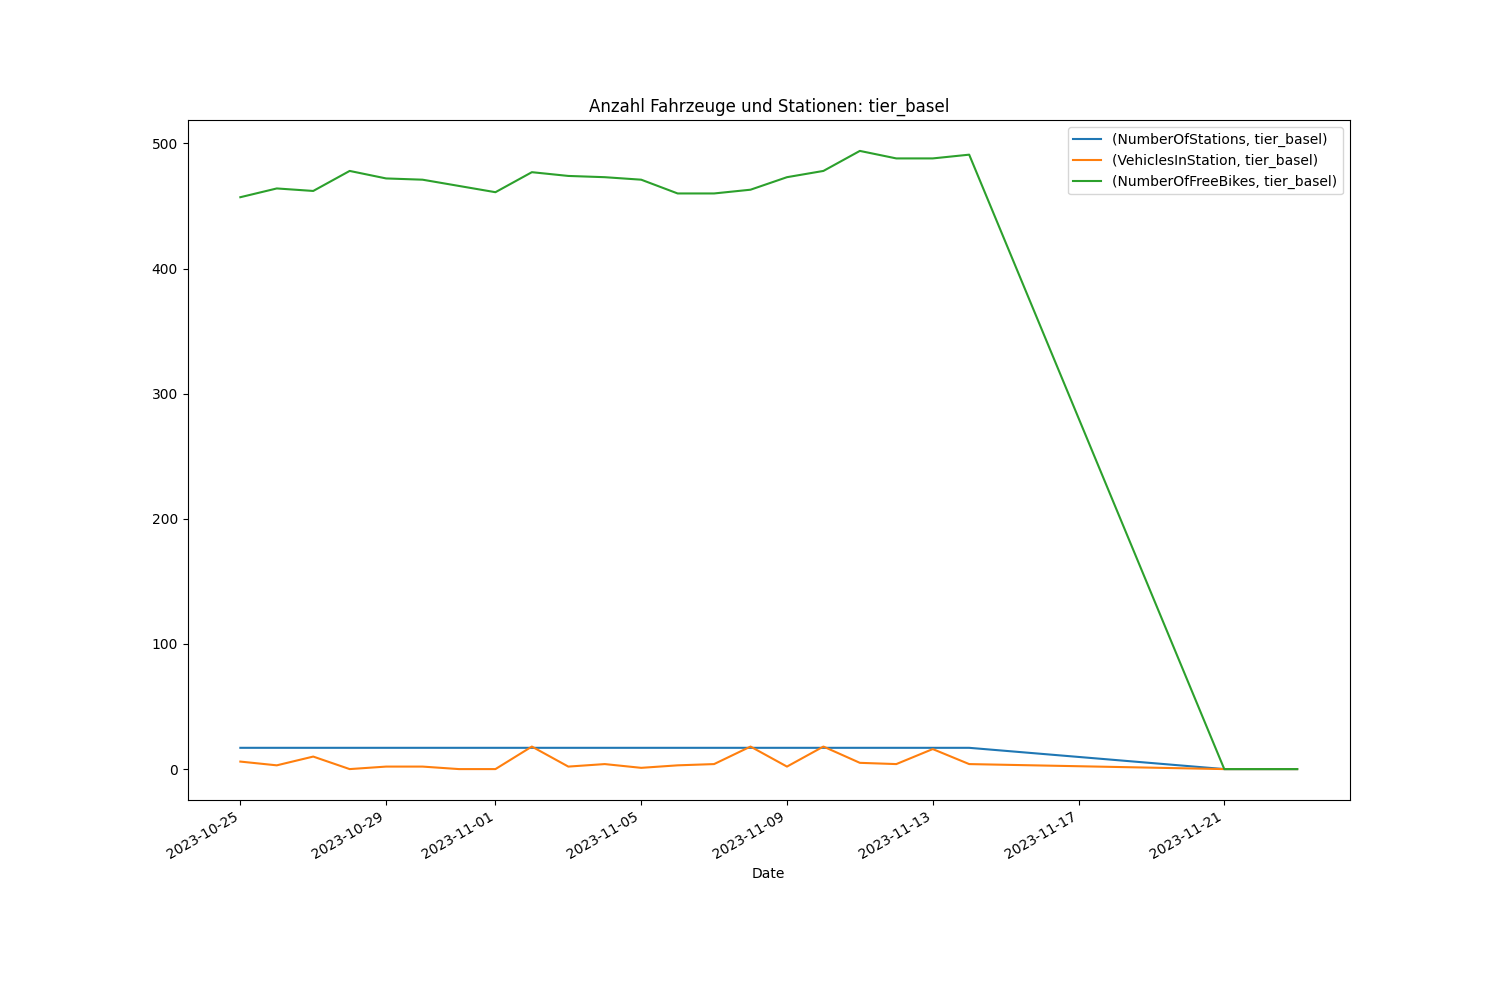 Anzahl Fahrzeuge und Stationen: tier_basel
(NumberOfStations, tier_basel)
(VehiclesInStation, tier_basel)
(NumberOfFreeBikes, tier_basel)
500
400
300
200
100
0
2023-10-25
2023-10-29
2023-11-01
2023-11-05
2023-11-09
2023-11-13
2023-11-17
2023-11-21
Date